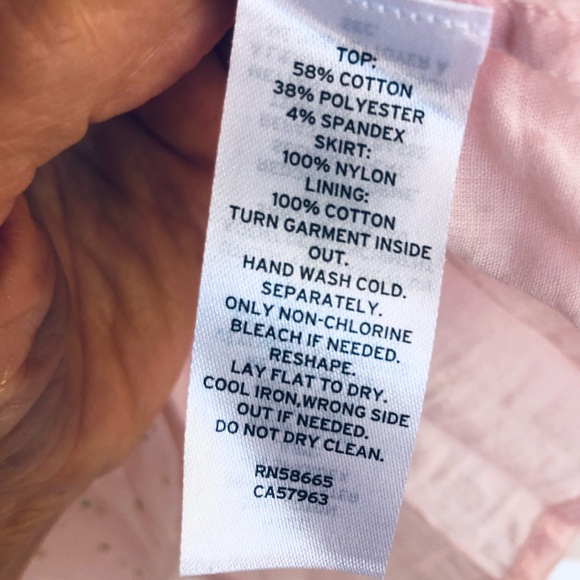 TOP:
58% COTTON
38% POLYESTER
4% SPANDEX
SKIRT:
100% NYLON
LINING:
100% COTTON
TURN GARMENT INSIDE
OUT.
HAND WASH COLD.
SEPARATELY.
ONLY NON-CHLORINE
BLEACH IF NEEDED.
RESHAPE.
LAY FLAT TO DRY.
COOL IRON,WRONG SIDE
OUT IF NEEDED.
DO NOT DRY CLEAN.
RN58665
CA57963